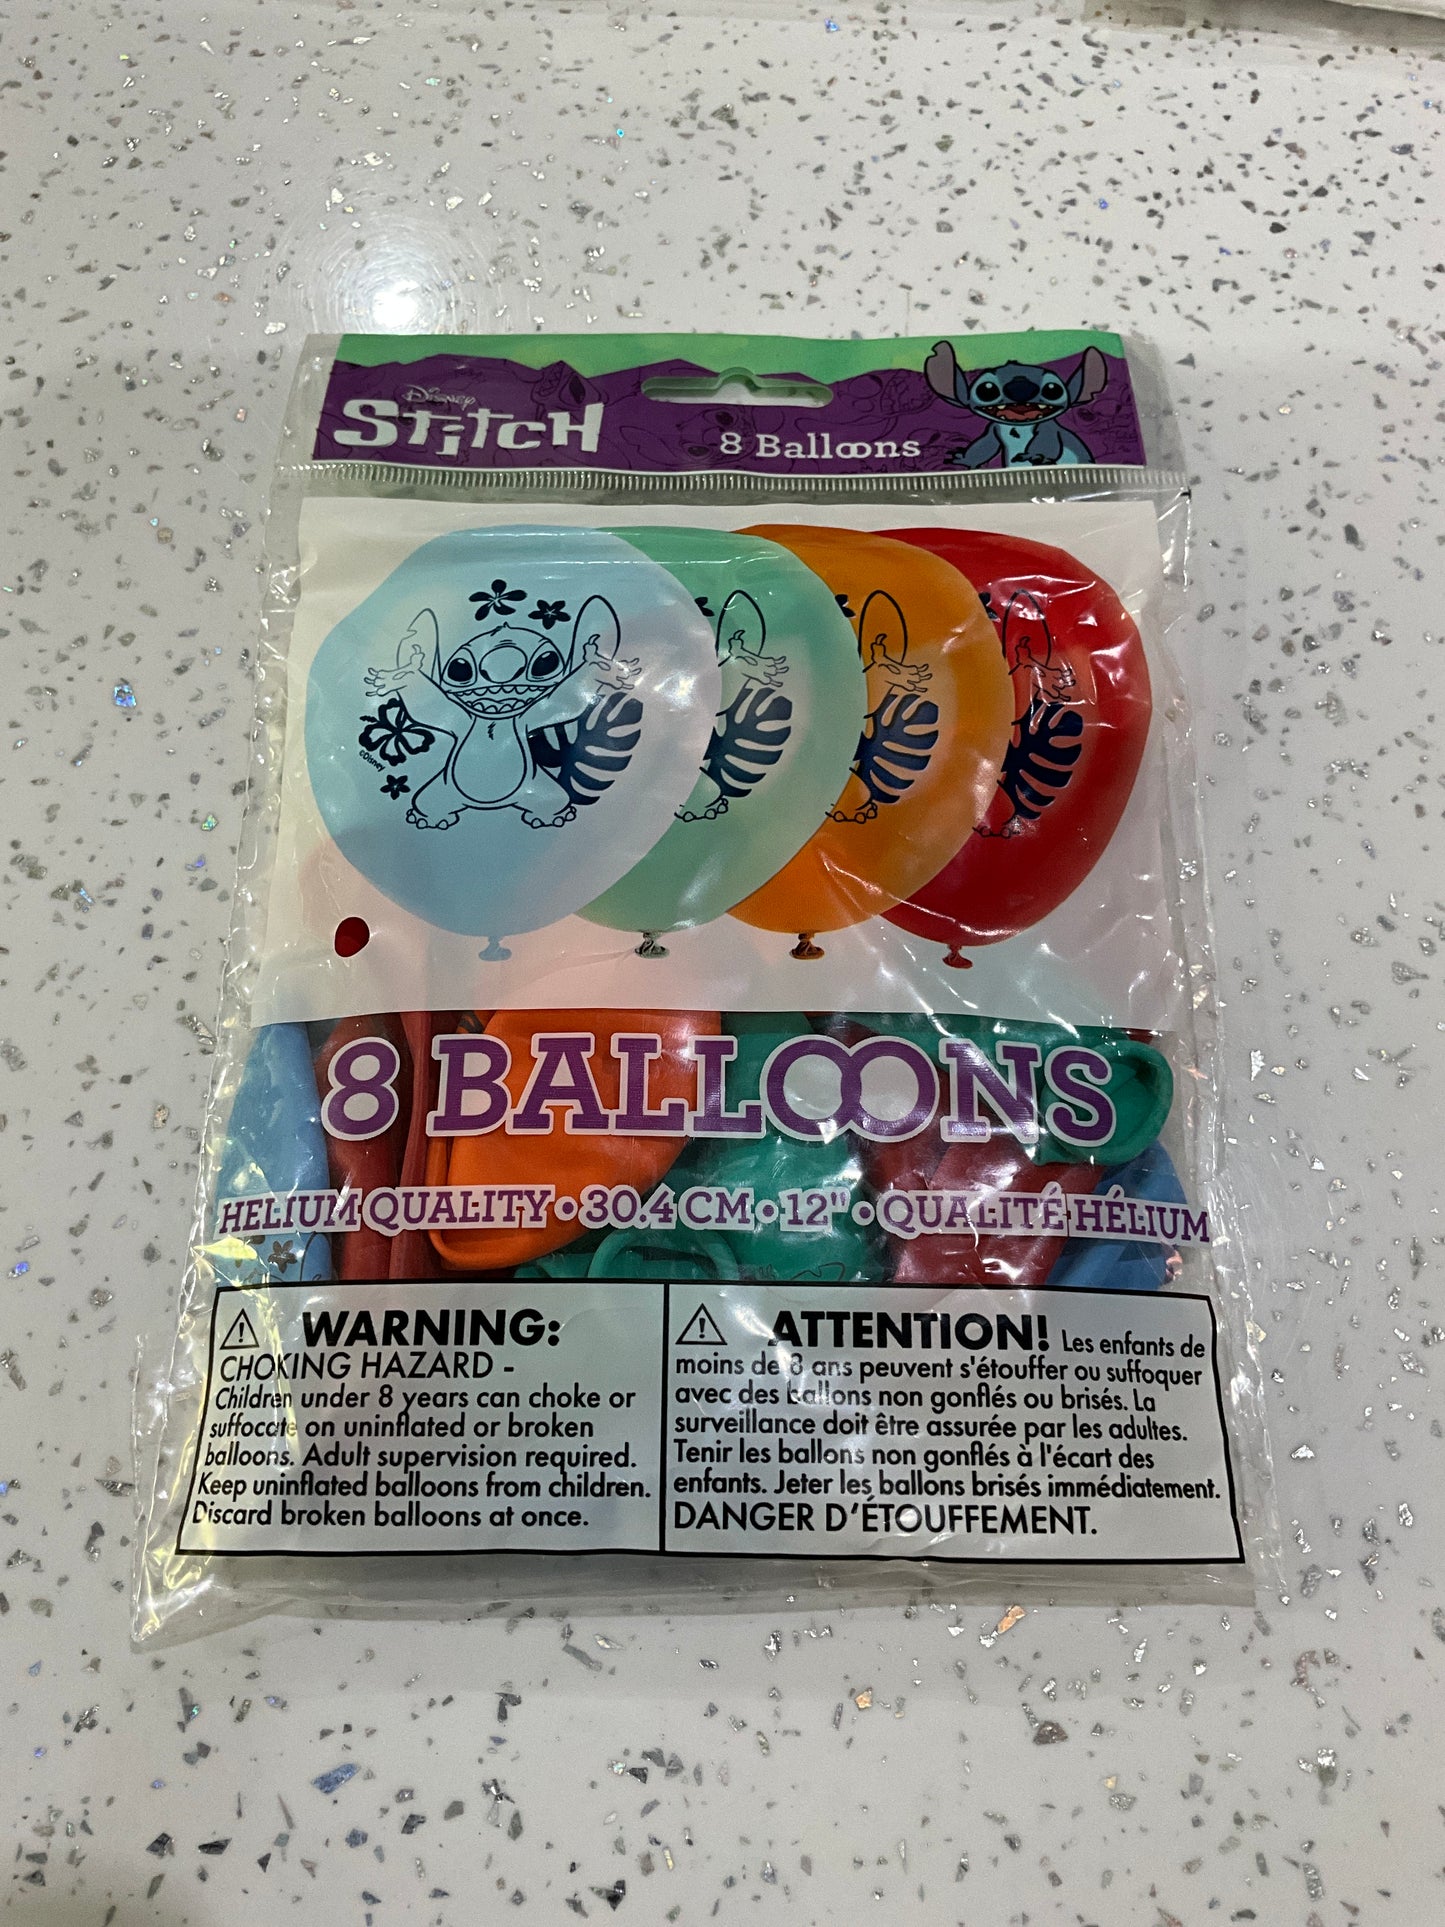 Disney
Stitch
8 Balloons
©Disney
8 BALLOONS
HELIUM QUALITY • 30.4 CM • 12" • QUALITÉ HÉLIUM
WARNING:
CHOKING HAZARD -
Children under 8 years can choke or
suffocate on uninflated or broken
balloons. Adult supervision required.
Keep uninflated balloons from children.
Discard broken balloons at once.
ATTENTION! Les enfants de
moins de 8 ans peuvent s'étouffer ou suffoquer
avec des ballons non gonflés ou brisés. La
surveillance doit être assurée par les adultes.
Tenir les ballons non gonflés à l'écart des
enfants. Jeter les ballons brisés immédiatement.
DANGER D'ÉTOUFFEMENT.